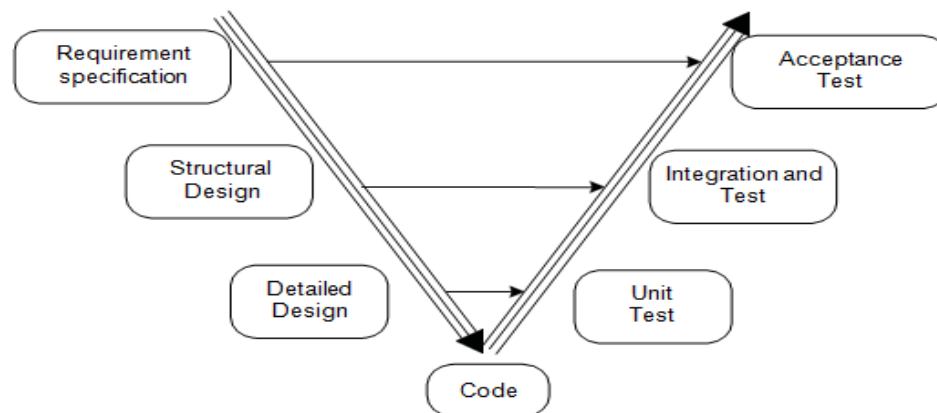 Requirement
specification
Acceptance
Test
Structural
Design
Integration and
Test
Detailed
Design
Unit
Test
Code